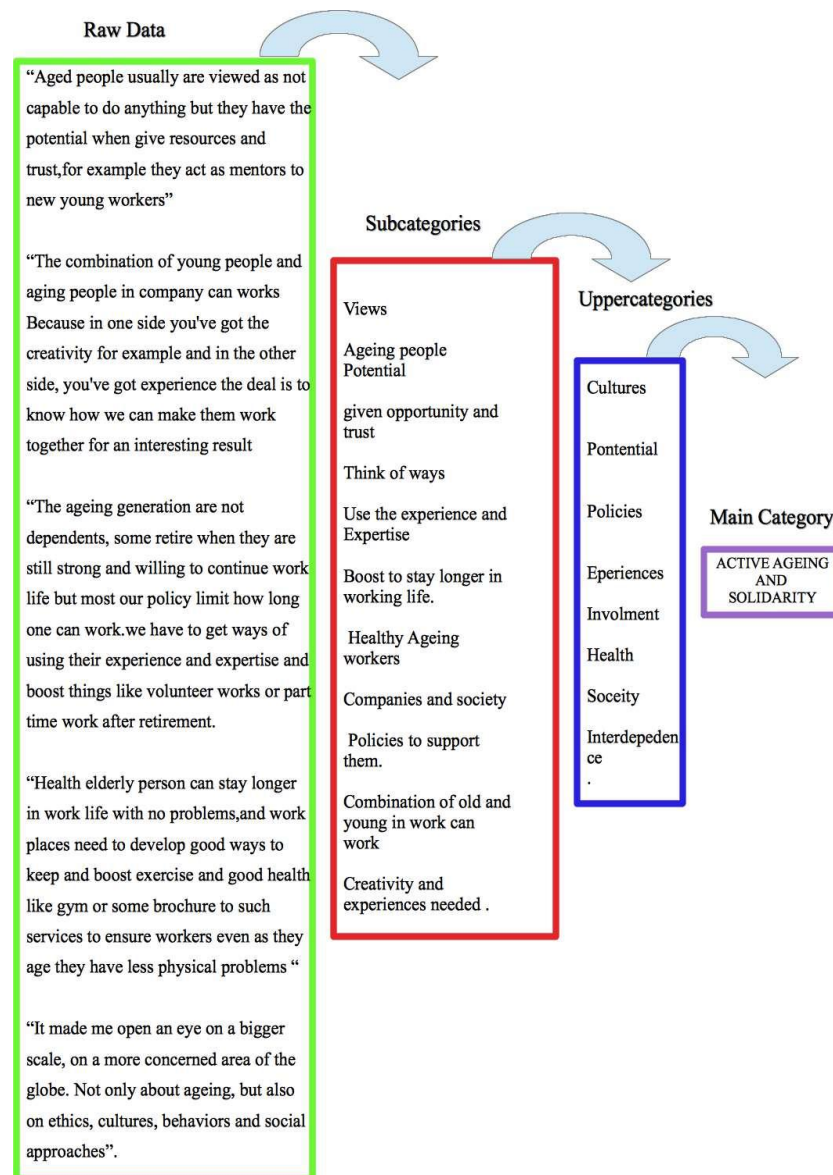 Raw Data
“Aged people usually are viewed as not
capable to do anything but they have the
potential when give resources and
trust,for example they act as mentors to
new young workers”
“The combination of young people and
aging people in company can works
Because in one side you've got the
creativity for example and in the other
side, you've got experience the deal is to
know how we can make them work
together for an interesting result
“The ageing generation are not
dependents, some retire when they are
still strong and willing to continue work
life but most our policy limit how long
one can work.we have to get ways of
using their experience and expertise and
boost things like volunteer works or part
time work after retirement.
“Health elderly person can stay longer
in work life with no problems,and work
places need to develop good ways to
keep and boost exercise and good health
like gym or some brochure to such
services to ensure workers even as they
age they have less physical problems “
“It made me open an eye on a bigger
scale, on a more concerned area of the
globe. Not only about ageing, but also
on ethics, cultures, behaviors and social
approaches”.
Subcategories
Views
Ageing people
Potential
given opportunity and
trust
Think of ways
Use the experience and
Expertise
Boost to stay longer in
working life.
Healthy Ageing
workers
Companies and society
Policies to support
them.
Combination of old and
young in work can
work
Creativity and
experiences needed .
Uppercategories
Cultures
Pontential
Policies
Eperiences
Involment
Health
Soceity
Interdepeden
ce
.
Main Category
ACTIVE AGEING
AND
SOLIDARITY